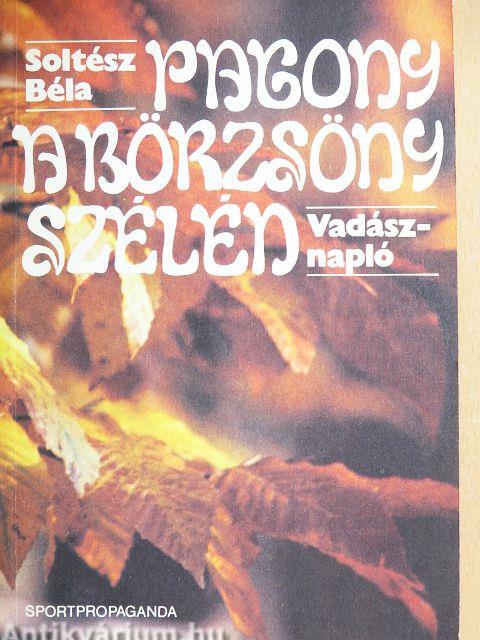 Soltész
Béla
PAGONY
A BÖRZSÖNY
SZÉLÉN
Vadász-
napló
SPORTPROPAGANDA
Antikvárium.hu